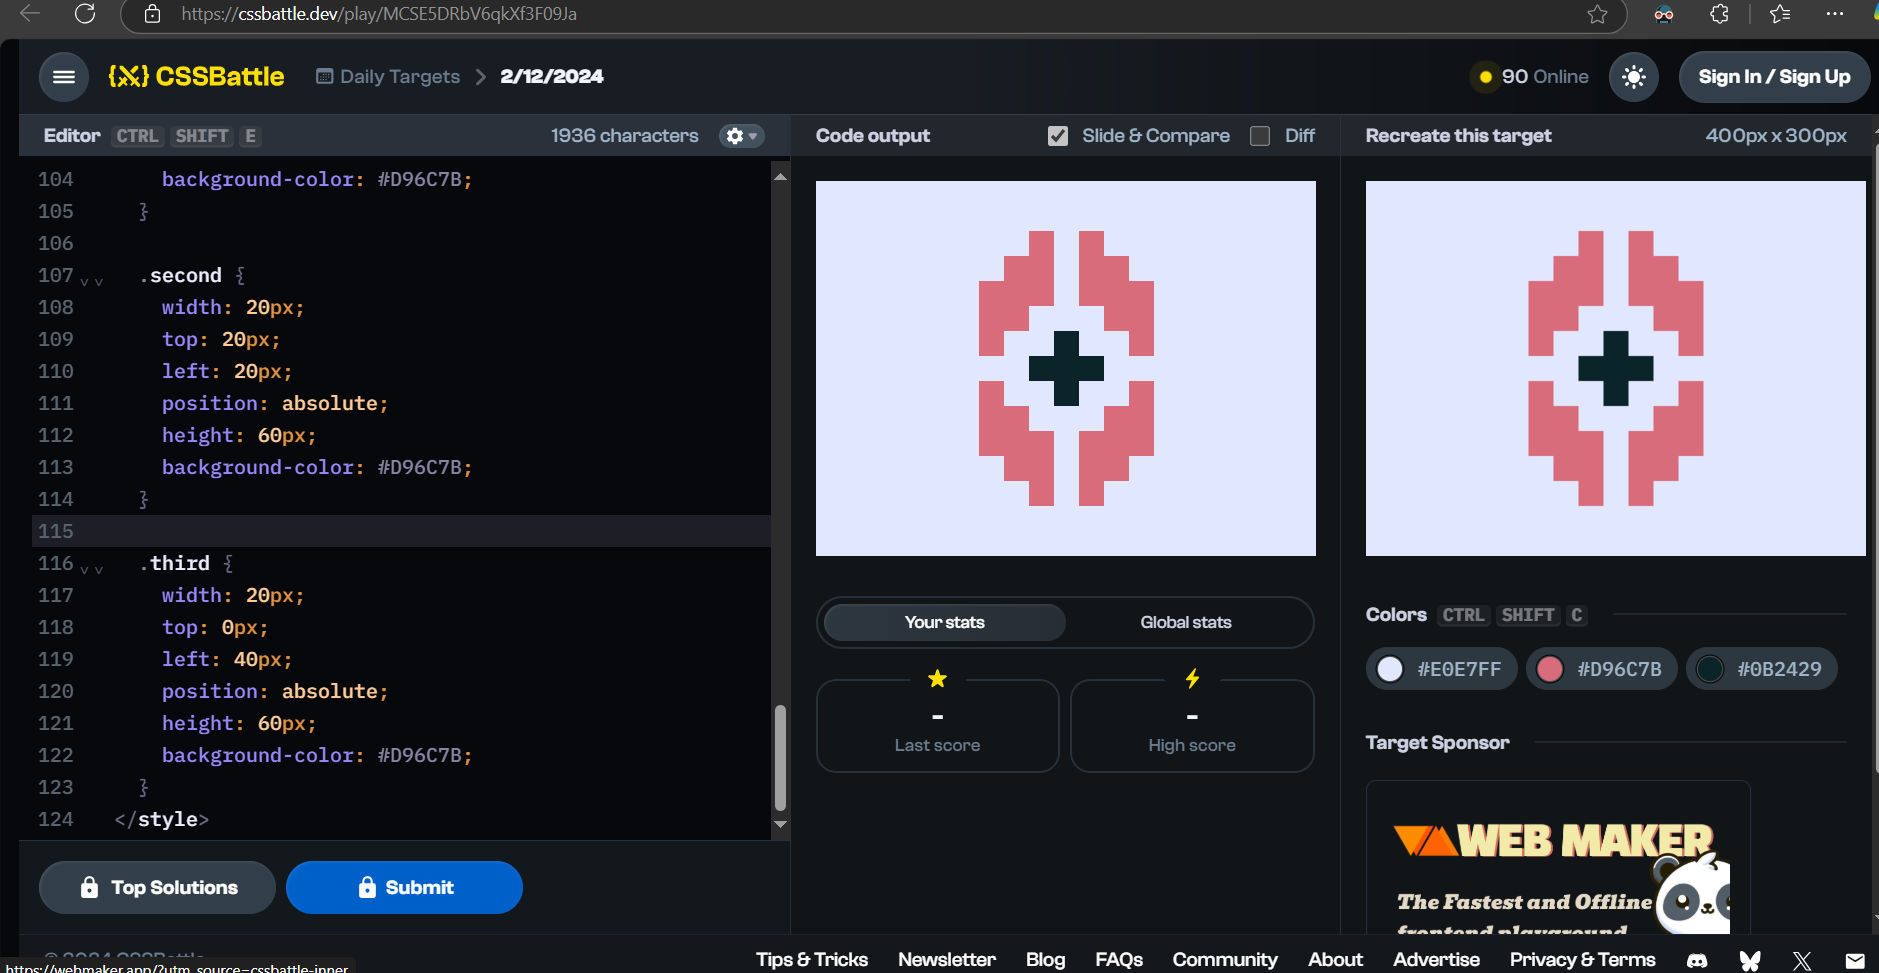 https://cssbattle.dev/play/MCSE5DRbV6qkXf3F09Ja
{X} CSSBattle
Daily Targets > 2/12/2024
90 Online
Sign In / Sign Up
Editor CTRL SHIFT E
1936 characters
Code output
Slide & Compare
Diff
Recreate this target
400px x 300px
104 background-color: #D96C7B;
105 }
106
107 .second {
108 width: 20px;
109 top: 20px;
110 left: 20px;
111 position: absolute;
112 height: 60px;
113 background-color: #D96C7B;
114 }
115
116 .third {
117 width: 20px;
118 top: 0px;
119 left: 40px;
120 position: absolute;
121 height: 60px;
122 background-color: #D96C7B;
123 }
124 </style>
Top Solutions
Submit
Your stats
Global stats
-
Last score
-
High score
Colors CTRL SHIFT C
#E0E7FF
#D96C7B
#0B2429
Target Sponsor
WEB MAKER
The Fastest and Offline
frontend playground
© 2024 CSSBattle
https://webmaker.app/?utm_source=cssbattle-inner
Tips & Tricks
Newsletter
Blog
FAQs
Community
About
Advertise
Privacy & Terms